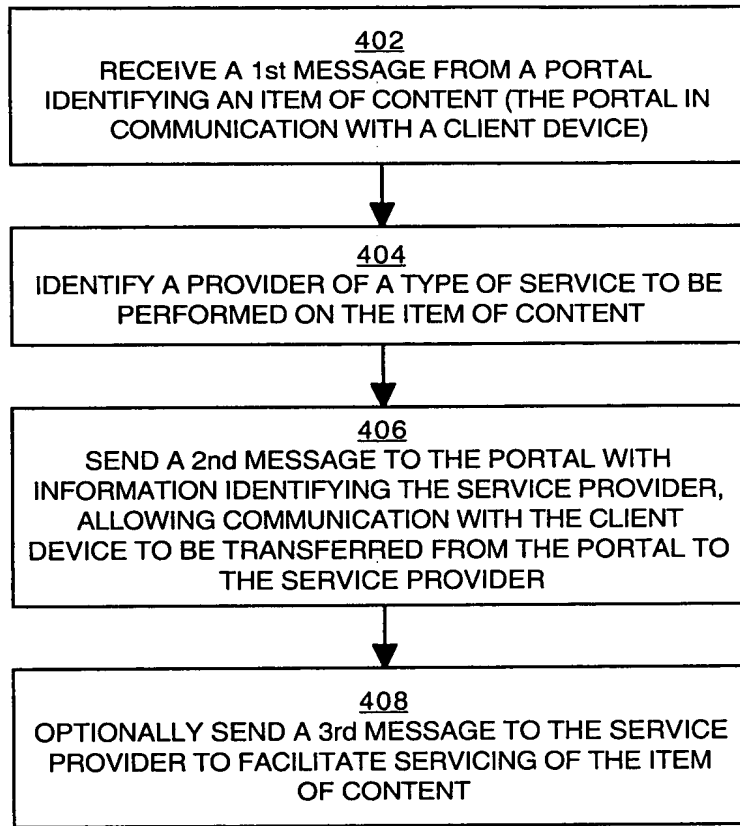 402
RECEIVE A 1st MESSAGE FROM A PORTAL
IDENTIFYING AN ITEM OF CONTENT (THE PORTAL IN
COMMUNICATION WITH A CLIENT DEVICE)
404
IDENTIFY A PROVIDER OF A TYPE OF SERVICE TO BE
PERFORMED ON THE ITEM OF CONTENT
406
SEND A 2nd MESSAGE TO THE PORTAL WITH
INFORMATION IDENTIFYING THE SERVICE PROVIDER,
ALLOWING COMMUNICATION WITH THE CLIENT
DEVICE TO BE TRANSFERRED FROM THE PORTAL TO
THE SERVICE PROVIDER
408
OPTIONALLY SEND A 3rd MESSAGE TO THE SERVICE
PROVIDER TO FACILITATE SERVICING OF THE ITEM
OF CONTENT